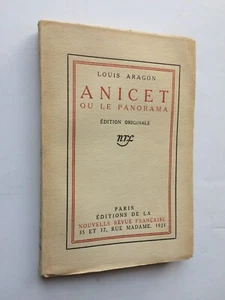 LOUIS ARAGON
ANICET
OU LE PANORAMA
ÉDITION ORIGINALE
nrf
PARIS
ÉDITIONS DE LA
NOUVELLE REVUE FRANÇAISE
35 ET 37, RUE MADAME. 1921